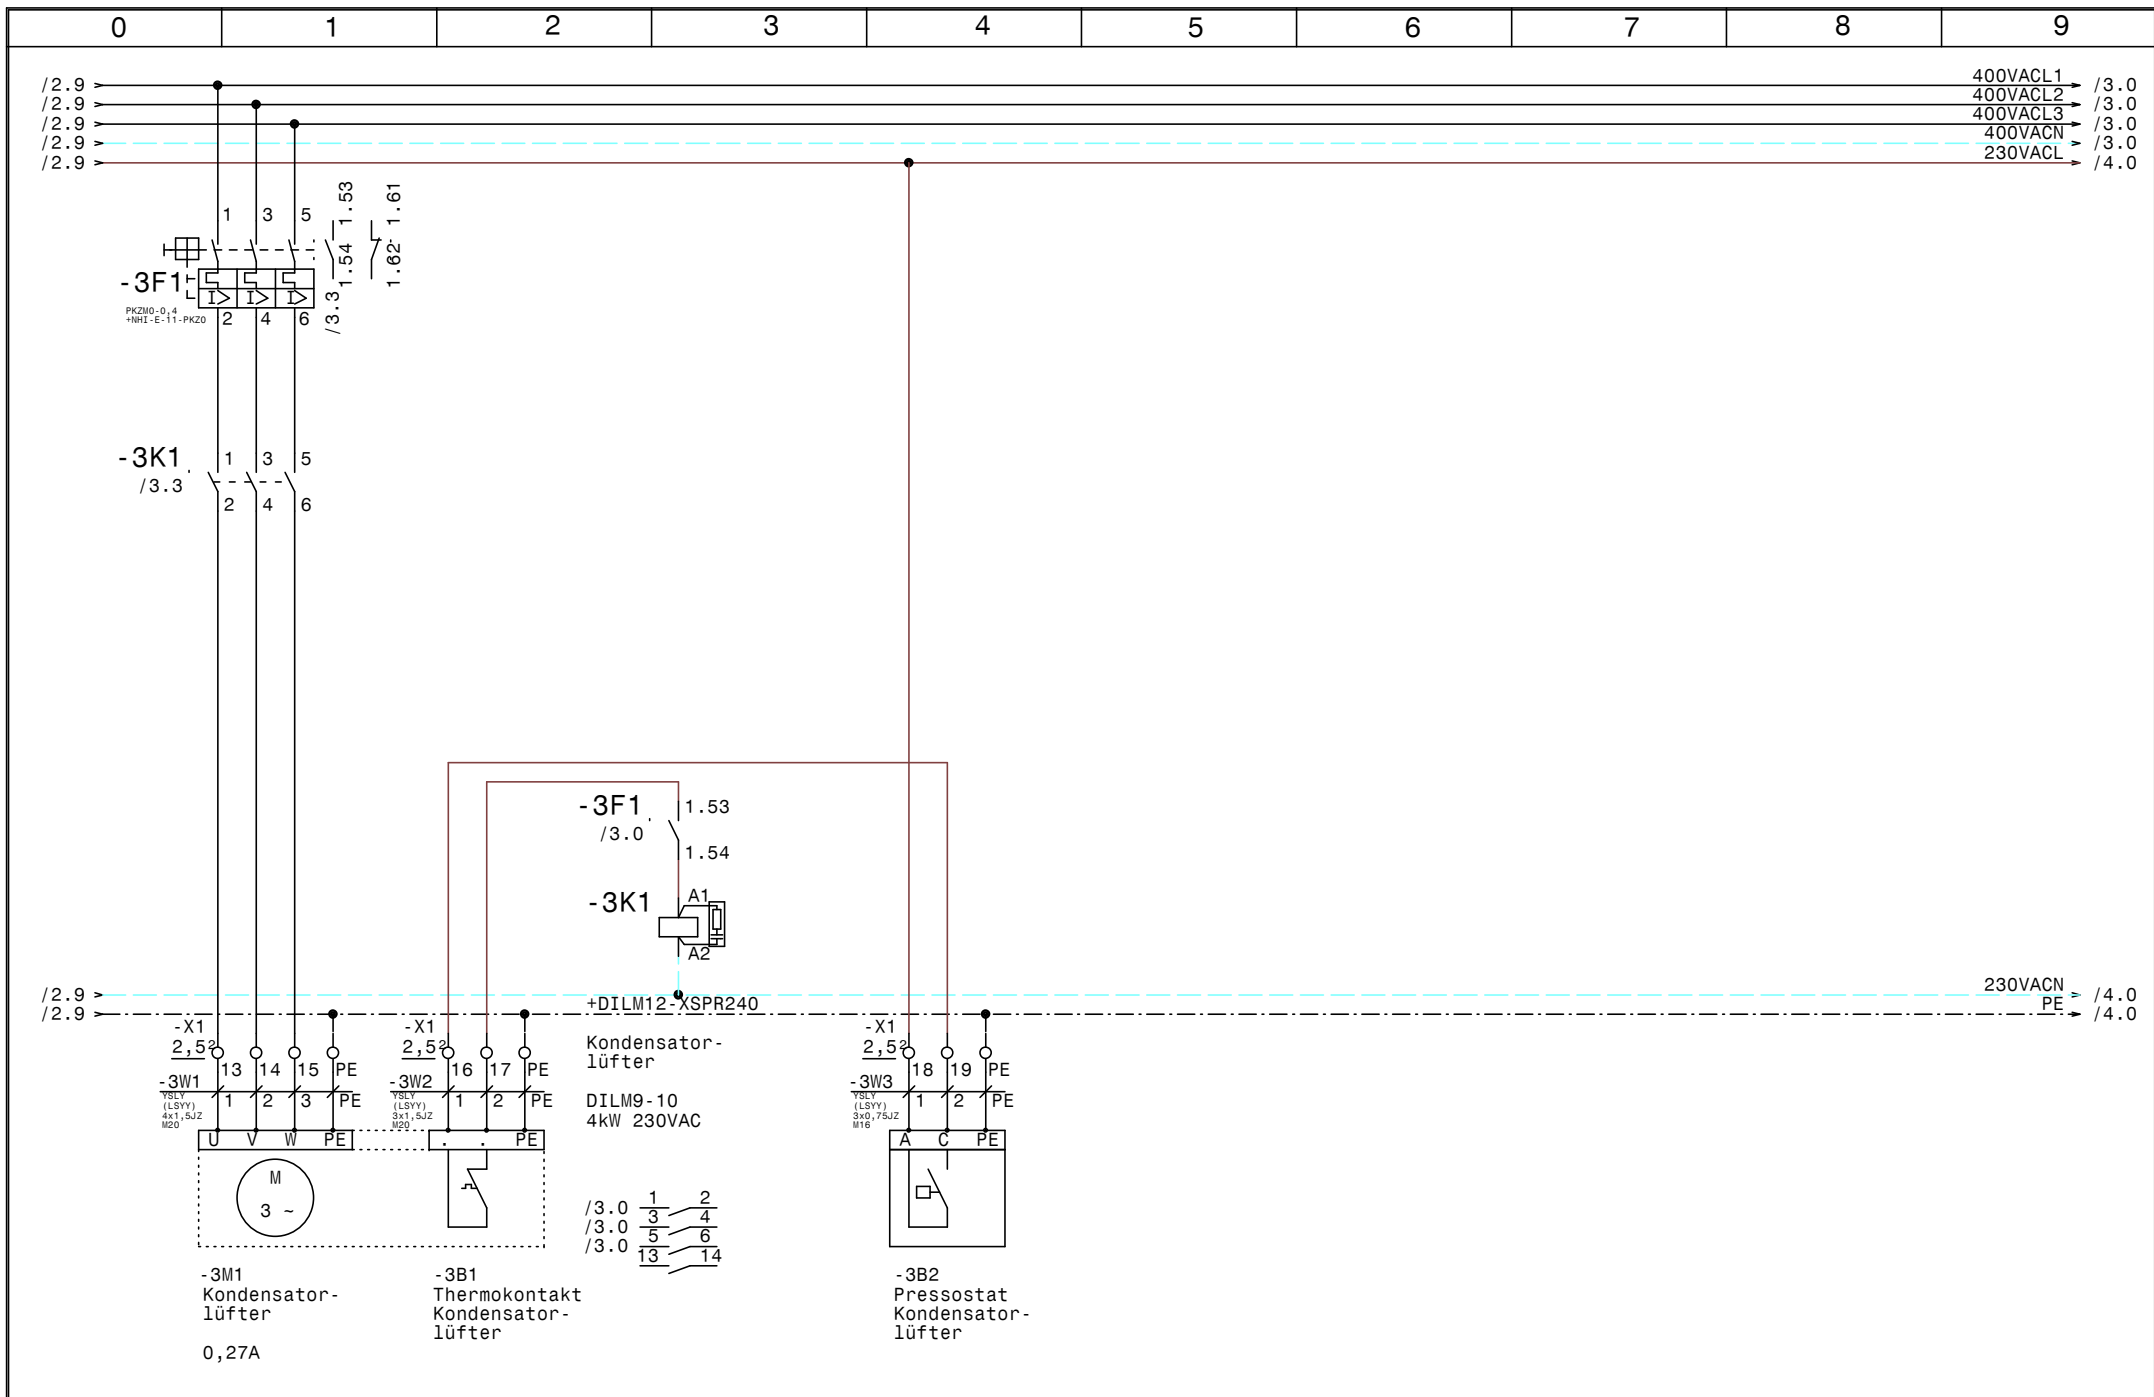 0 1 2 3 4 5 6 7 8 9
/2.9 400VACL1 /3.0
/2.9 400VACL2 /3.0
/2.9 400VACL3 /3.0
/2.9 400VACN /3.0
/2.9 230VACL /4.0
1.53 1.61
1 3 5
1.54 1.62
-3F1
I> I> I>
PKZM0-0,4
+NHI-E-11-PKZ0
2 4 6
/3.3
-3K1 1 3 5
/3.3
2 4 6
-3F1 1.53
/3.0
1.54
-3K1 A1
A2
/2.9 230VACN /4.0
/2.9 PE /4.0
+DILM12-XSPR240
Kondensator-
lüfter
DILM9-10
4kW 230VAC
-X1
2,5²
13 14 15 PE
-3W1
YSLY
(LSYY)
4x1,5JZ
M20
1 2 3 PE
U V W PE
M
3 ~
-X1
2,5²
16 17 PE
-3W2
YSLY
(LSYY)
3x1,5JZ
M20
1 2 PE
. . PE
-X1
2,5²
18 19 PE
-3W3
YSLY
(LSYY)
3x0,75JZ
M16
1 2 PE
A C PE
/3.0 1 2
/3.0 3 4
/3.0 5 6
13 14
-3M1
Kondensator-
lüfter
0,27A
-3B1
Thermokontakt
Kondensator-
lüfter
-3B2
Pressostat
Kondensator-
lüfter